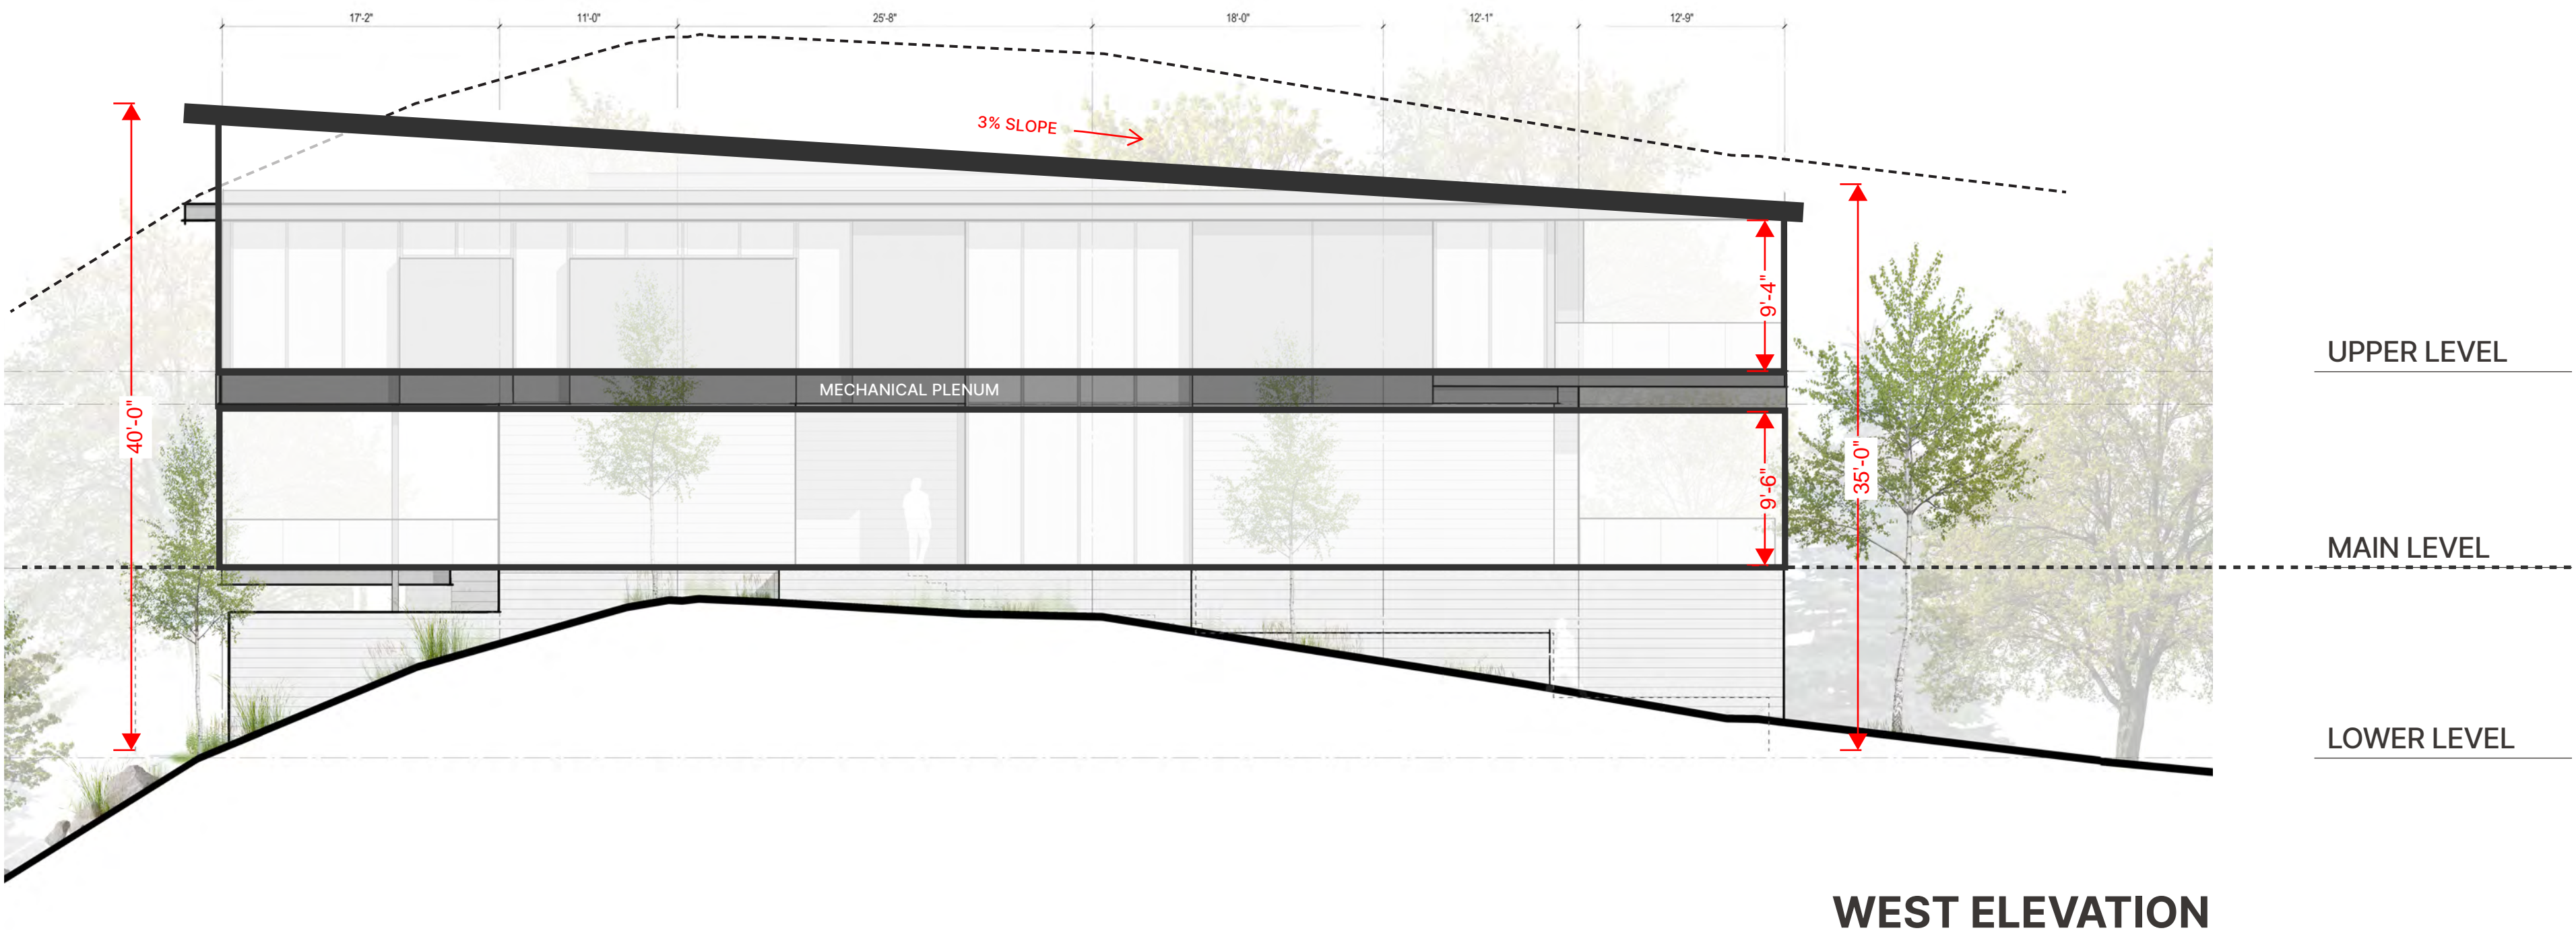 17'-2"
11'-0"
25'-8"
18'-0"
12'-1"
12'-9"
3% SLOPE
9'-4"
UPPER LEVEL
MECHANICAL PLENUM
40'-0"
35'-0"
9'-6"
MAIN LEVEL
LOWER LEVEL
WEST ELEVATION